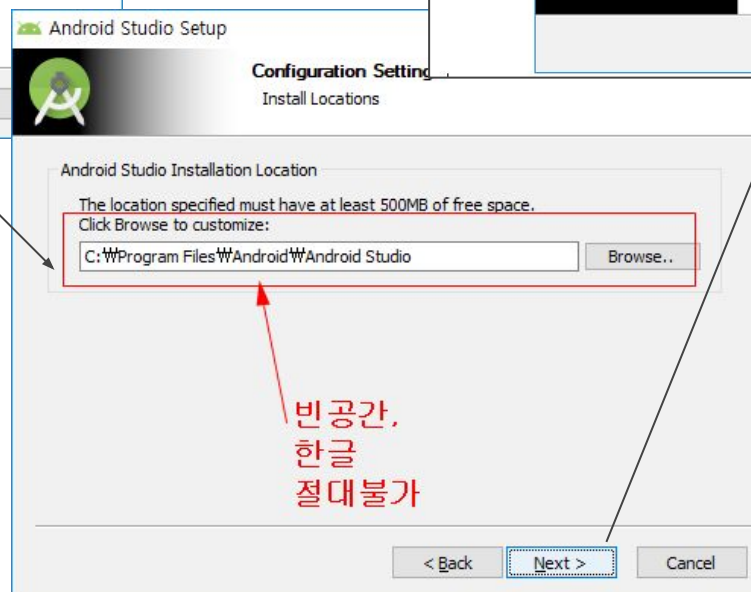 Android Studio Setup
Configuration Setting
Install Locations
Android Studio Installation Location
The location specified must have at least 500MB of free space.
Click Browse to customize:
C:₩Program Files₩Android₩Android Studio
Browse..
빈공간,
한글
절대불가
< Back
Next >
Cancel